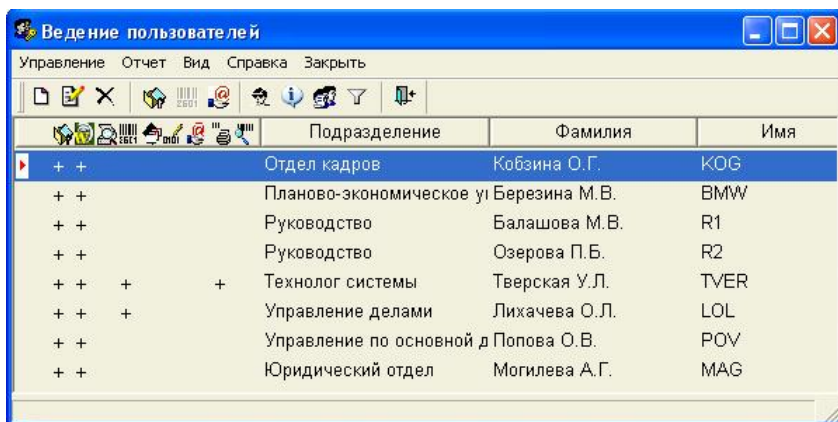 Ведение пользователей
Управление Отчет Вид Справка Закрыть
Подразделение Фамилия Имя
+ + Отдел кадров Кобзина О.Г. KOG
+ + Планово-экономическое уı Березина М.В. BMW
+ + Руководство Балашова М.В. R1
+ + Руководство Озерова П.Б. R2
+ + + + Технолог системы Тверская У.Л. TVER
+ + + Управление делами Лихачева О.Л. LOL
+ + Управление по основной д Попова О.В. POV
+ + Юридический отдел Могилева А.Г. MAG